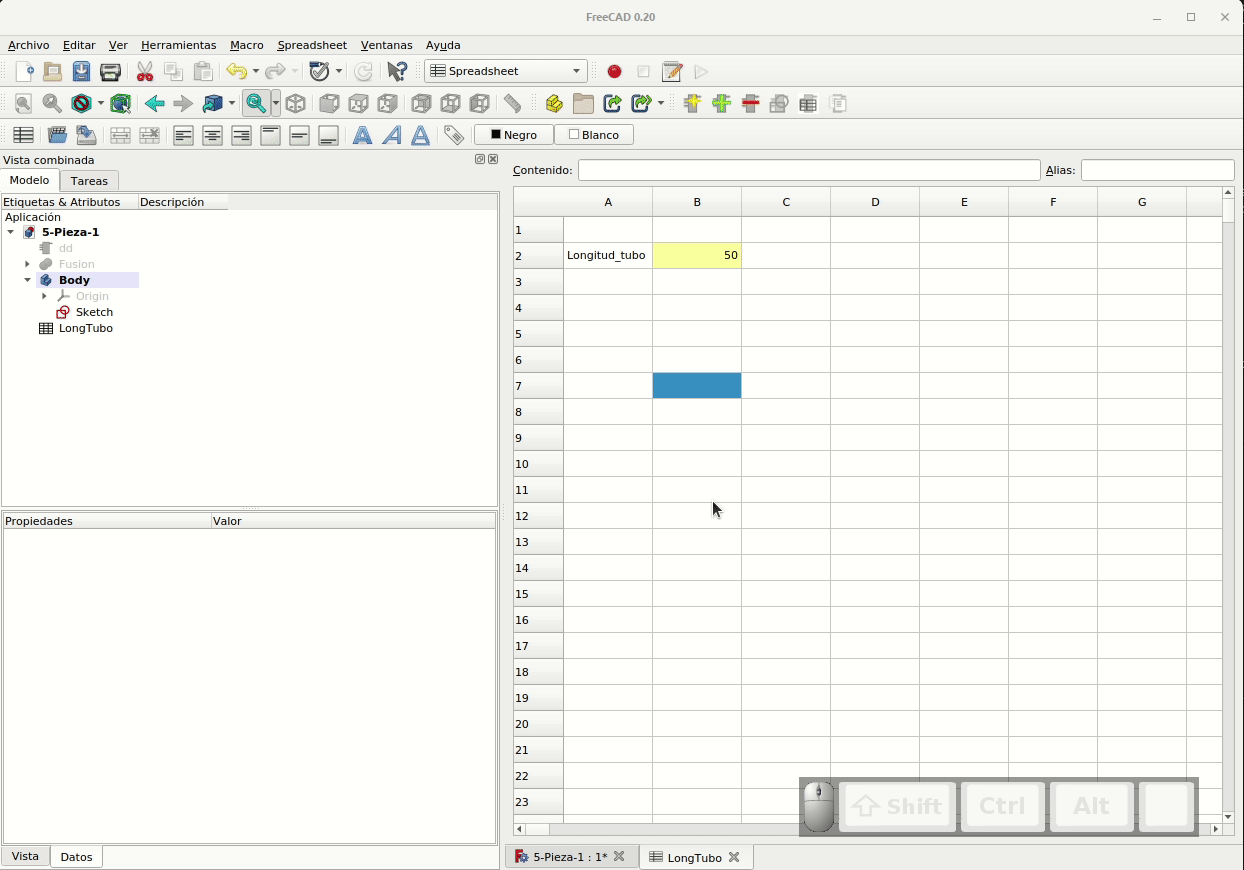 FreeCAD 0.20
Archivo Editar Ver Herramientas Macro Spreadsheet Ventanas Ayuda
Spreadsheet
Negro Blanco
Vista combinada
Modelo Tareas
Etiquetas & Atributos Descripción
Aplicación
5-Pieza-1
dd
Fusion
Body
Origin
Sketch
LongTubo
Propiedades Valor
Vista Datos
Contenido: Alias:
A B C D E F G
1
2 Longitud_tubo 50
3
4
5
6
7
8
9
10
11
12
13
14
15
16
17
18
19
20
21
22
23
Shift Ctrl Alt
5-Pieza-1 : 1* LongTubo